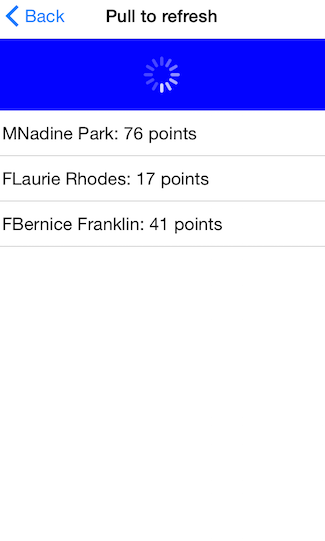 Back
Pull to refresh
MNadine Park: 76 points
FLaurie Rhodes: 17 points
FBernice Franklin: 41 points